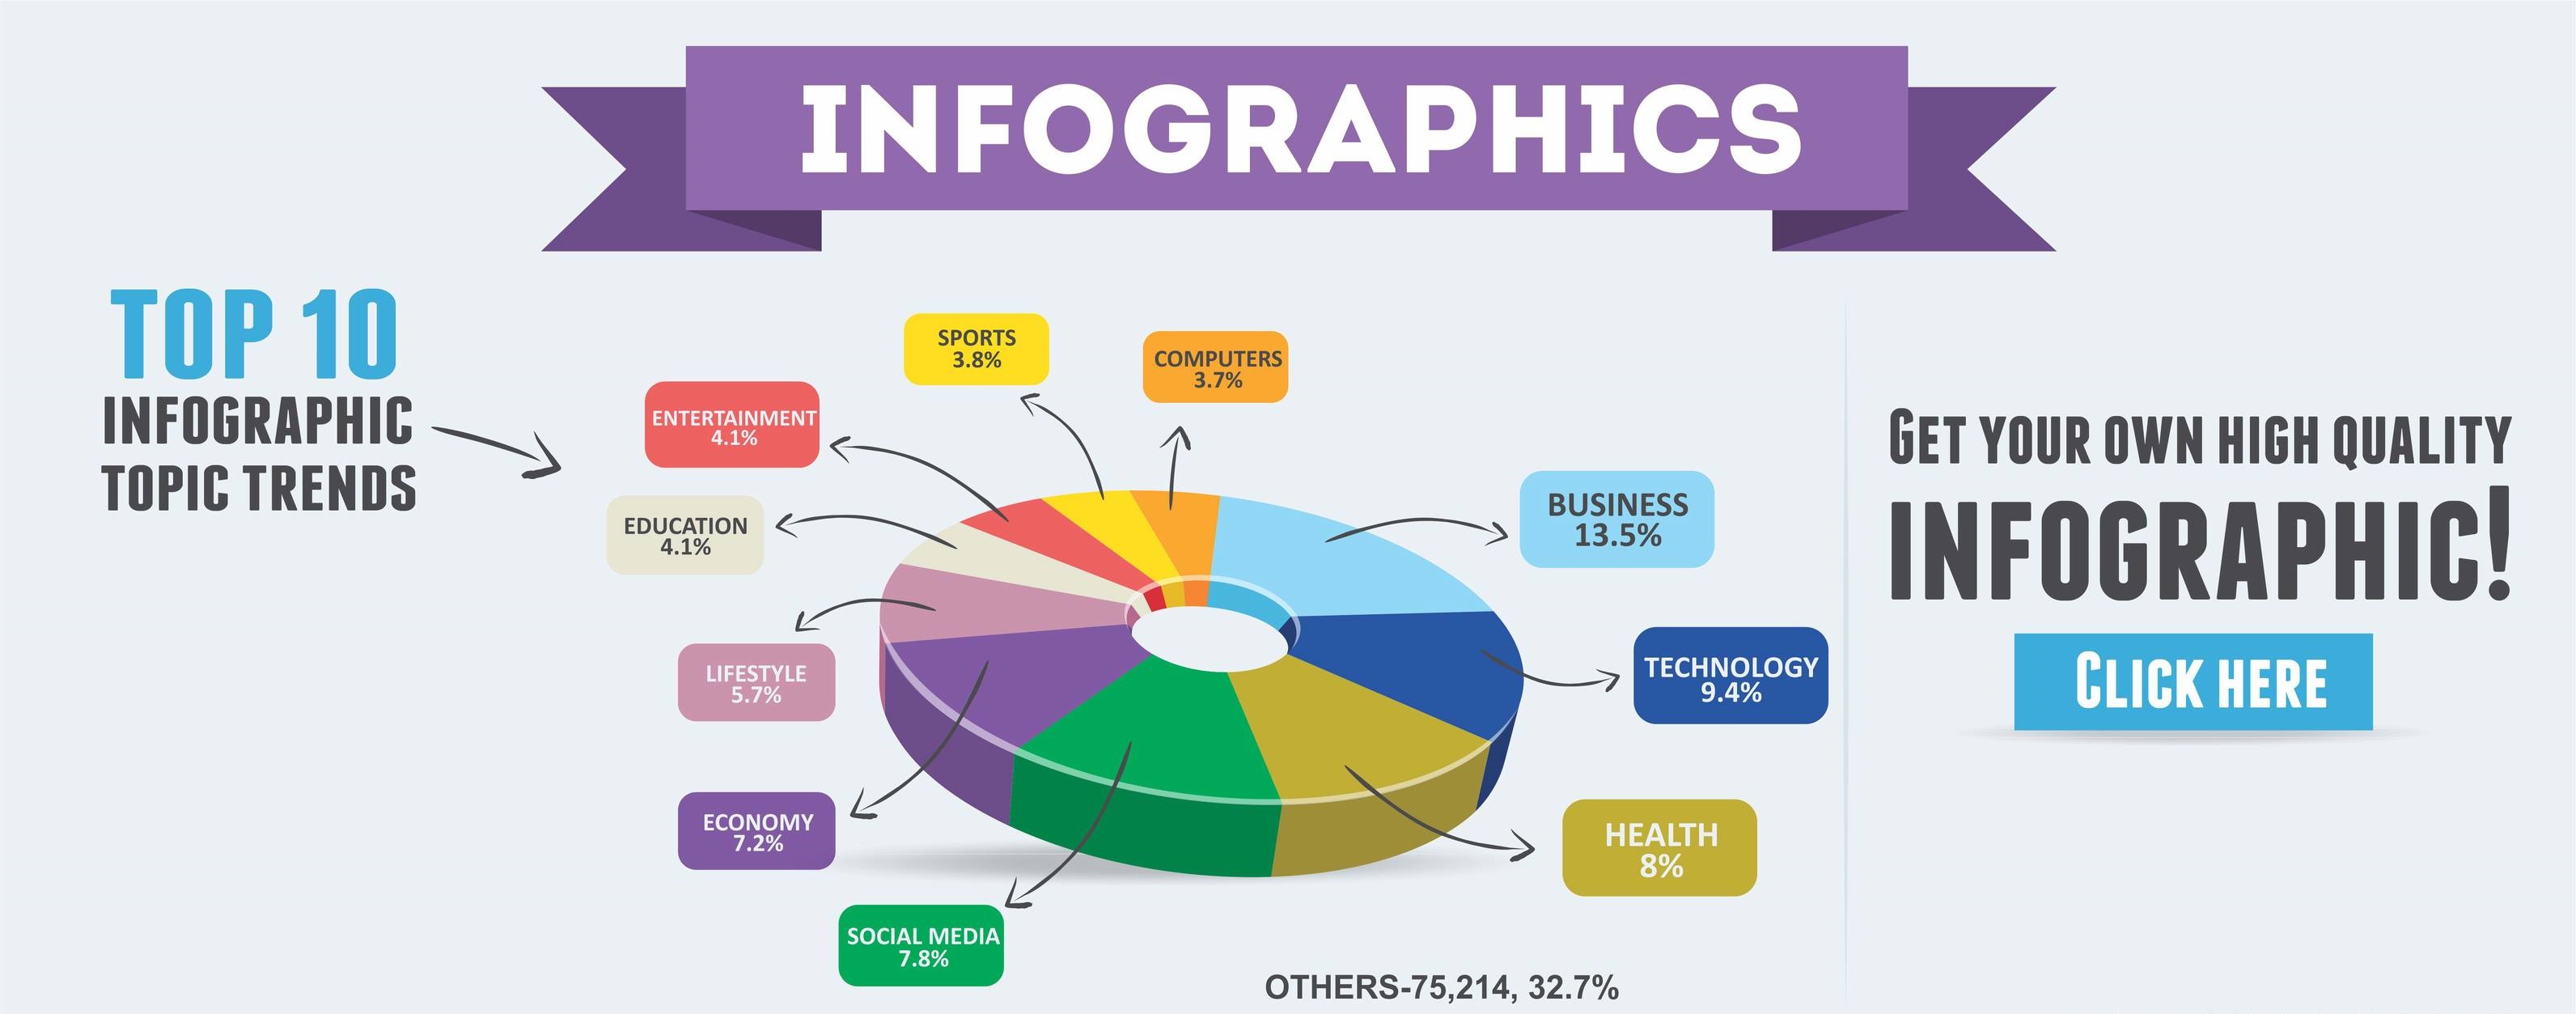 INFOGRAPHICS
TOP 10
INFOGRAPHIC
TOPIC TRENDS
SPORTS
3.8%
COMPUTERS
3.7%
ENTERTAINMENT
4.1%
EDUCATION
4.1%
BUSINESS
13.5%
LIFESTYLE
5.7%
TECHNOLOGY
9.4%
ECONOMY
7.2%
HEALTH
8%
SOCIAL MEDIA
7.8%
OTHERS-75,214, 32.7%
GET YOUR OWN HIGH QUALITY
INFOGRAPHIC!
CLICK HERE